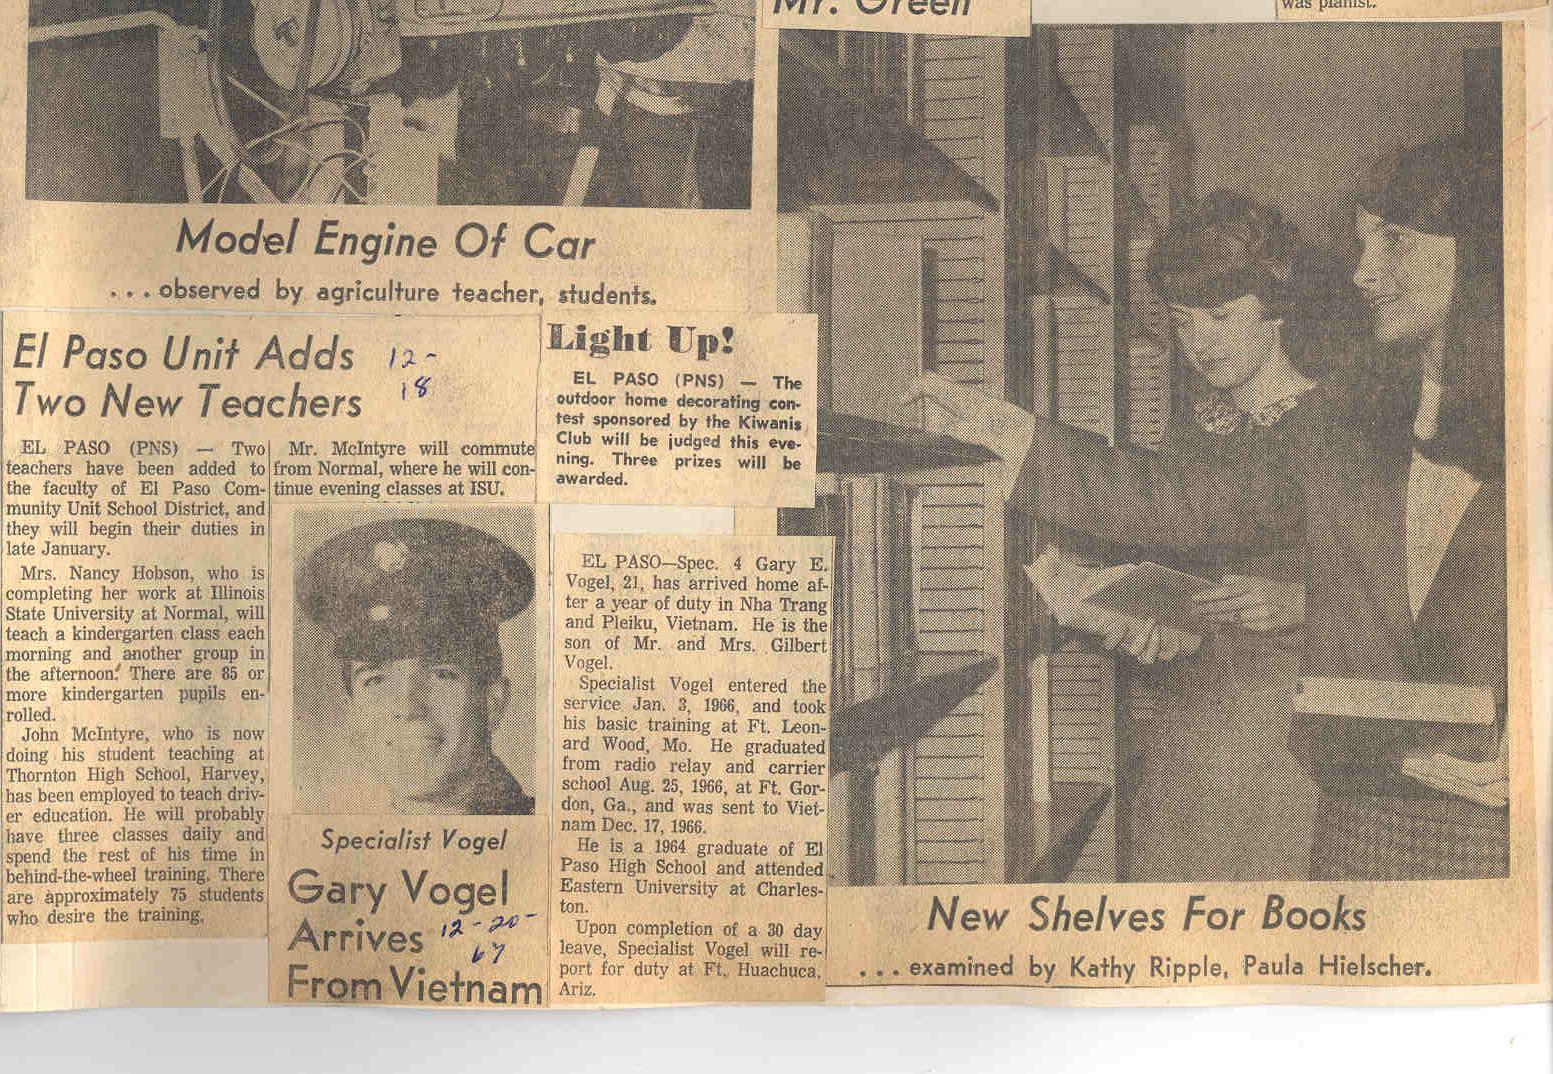 Mr. Green
was pianist.
Model Engine Of Car
. . . observed by agriculture teacher, students.
El Paso Unit Adds
Two New Teachers
12-
18
EL PASO (PNS) — Two
teachers have been added to
the faculty of El Paso Com-
munity Unit School District, and
they will begin their duties in
late January.
Mrs. Nancy Hobson, who is
completing her work at Illinois
State University at Normal, will
teach a kindergarten class each
morning and another group in
the afternoon. There are 85 or
more kindergarten pupils en-
rolled.
John McIntyre, who is now
doing his student teaching at
Thornton High School, Harvey,
has been employed to teach driv-
er education. He will probably
have three classes daily and
spend the rest of his time in
behind-the-wheel training. There
are approximately 75 students
who desire the training.
Mr. McIntyre will commute
from Normal, where he will con-
tinue evening classes at ISU.
Light Up!
EL PASO (PNS) — The
outdoor home decorating con-
test sponsored by the Kiwanis
Club will be judged this eve-
ning. Three prizes will be
awarded.
Specialist Vogel
Gary Vogel
Arrives
From Vietnam
12-20-
67
EL PASO—Spec. 4 Gary E.
Vogel, 21, has arrived home af-
ter a year of duty in Nha Trang
and Pleiku, Vietnam. He is the
son of Mr. and Mrs. Gilbert
Vogel.
Specialist Vogel entered the
service Jan. 3, 1966, and took
his basic training at Ft. Leon-
ard Wood, Mo. He graduated
from radio relay and carrier
school Aug. 25, 1966, at Ft. Gor-
don, Ga., and was sent to Viet-
nam Dec. 17, 1966.
He is a 1964 graduate of El
Paso High School and attended
Eastern University at Charles-
ton.
Upon completion of a 30 day
leave, Specialist Vogel will re-
port for duty at Ft. Huachuca,
Ariz.
New Shelves For Books
. . . examined by Kathy Ripple, Paula Hielscher.